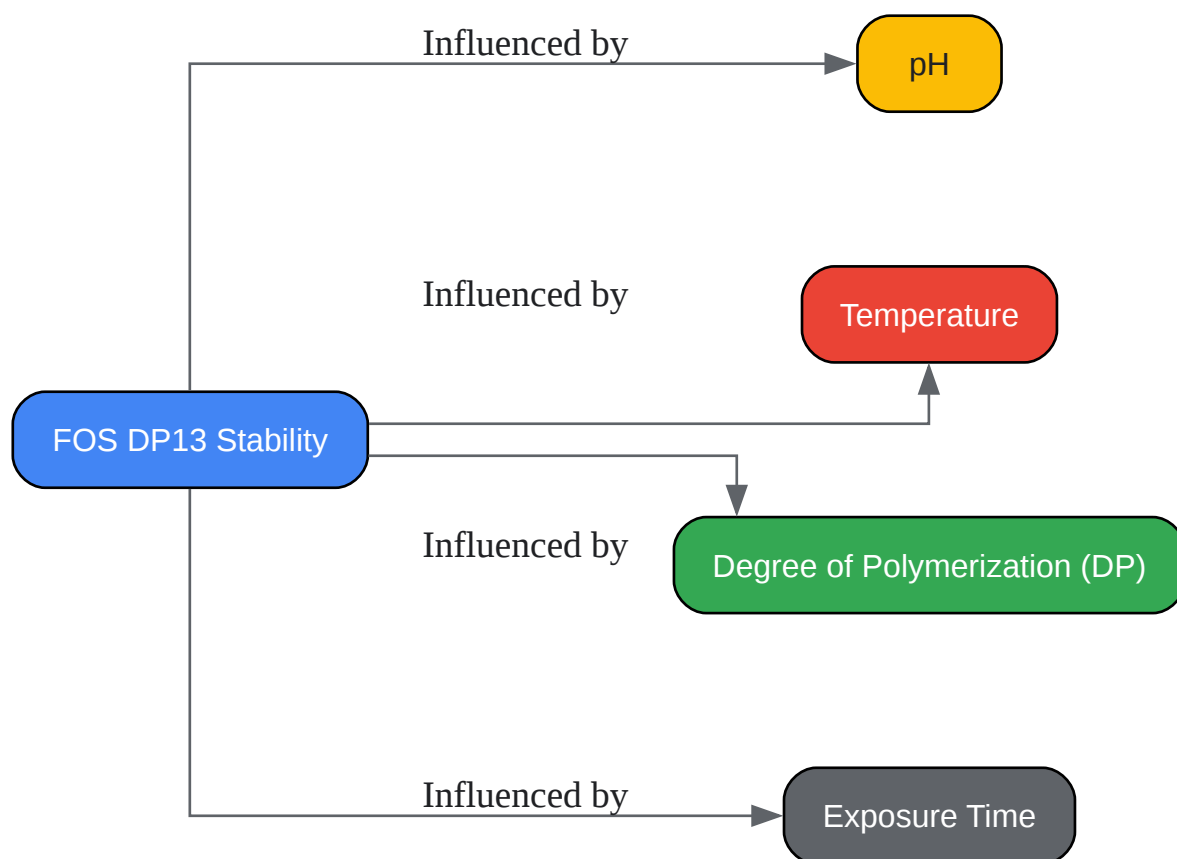 Influenced by
pH
Influenced by
Temperature
FOS DP13 Stability
Influenced by
Degree of Polymerization (DP)
Influenced by
Exposure Time